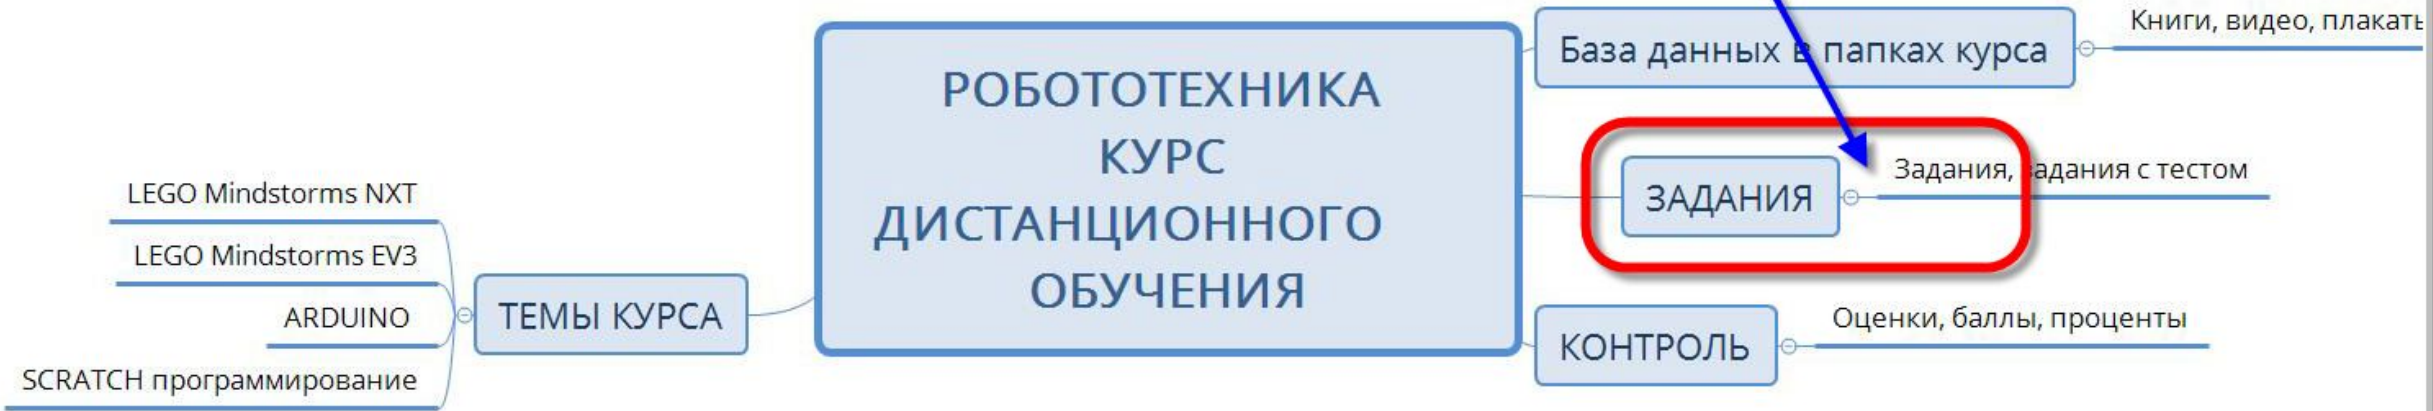 РОБОТОТЕХНИКА
КУРС
ДИСТАНЦИОННОГО
ОБУЧЕНИЯ
База данных в папках курса
Книги, видео, плакаты
ЗАДАНИЯ
Задания, задания с тестом
КОНТРОЛЬ
Оценки, баллы, проценты
ТЕМЫ КУРСА
LEGO Mindstorms NXT
LEGO Mindstorms EV3
ARDUINO
SCRATCH программирование